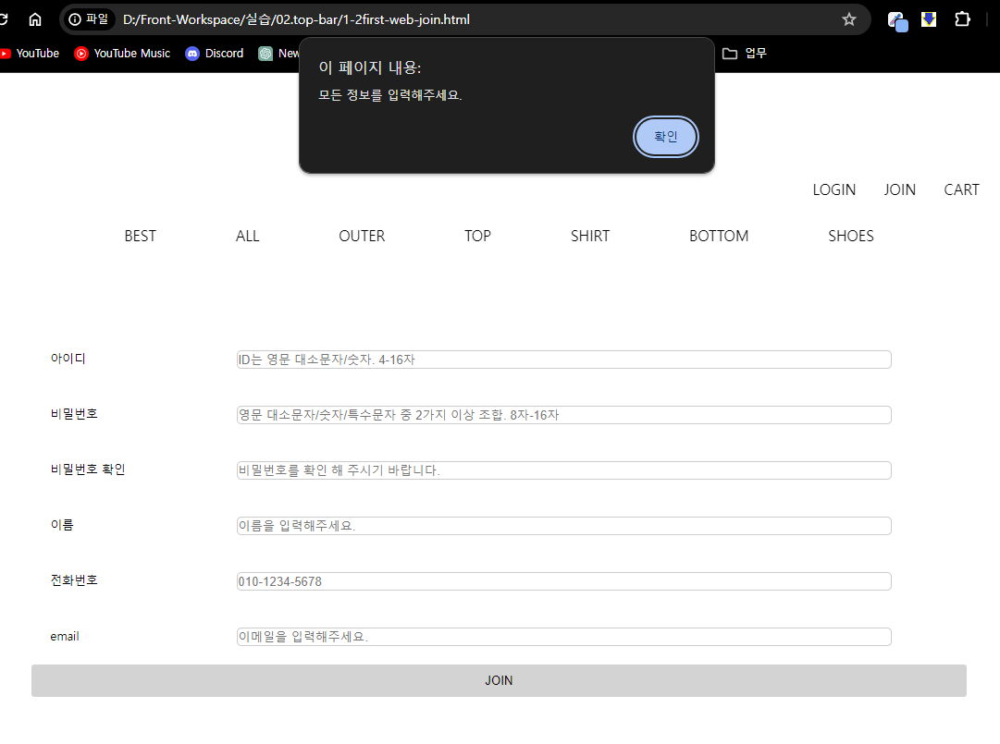 파일 D:/Front-Workspace/실습/02.top-bar/1-2first-web-join.html
YouTube YouTube Music Discord New 업무
이 페이지 내용:
모든 정보를 입력해주세요.
확인
LOGIN JOIN CART
BEST ALL OUTER TOP SHIRT BOTTOM SHOES
아이디 ID는 영문 대소문자/숫자. 4-16자
비밀번호 영문 대소문자/숫자/특수문자 중 2가지 이상 조합. 8자-16자
비밀번호 확인 비밀번호를 확인 해 주시기 바랍니다.
이름 이름을 입력해주세요.
전화번호 010-1234-5678
email 이메일을 입력해주세요.
JOIN